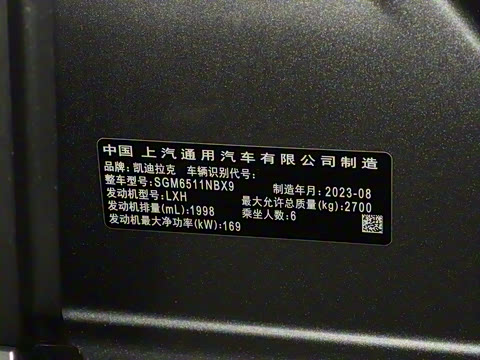 中国 上汽通用汽车有限公司制造
品牌: 凯迪拉克 车辆识别代号:
整车型号: SGM6511NBX9 制造年月: 2023-08
发动机型号: LXH 最大允许总质量(kg): 2700
发动机排量(mL): 1998 乘坐人数: 6
发动机最大净功率(kW): 169